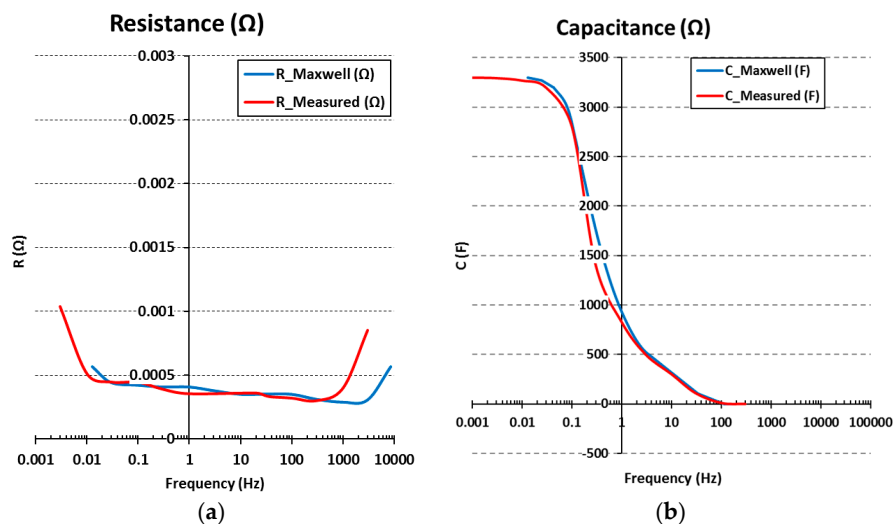 Resistance (Ω)
0.003
0.0025
0.002
0.0015
0.001
0.0005
0
R (Ω)
R_Maxwell (Ω)
R_Measured (Ω)
0.001 0.01 0.1 1 10 100 1000 10000
Frequency (Hz)
(a)
Capacitance (Ω)
3500
3000
2500
2000
1500
1000
500
0
-500
C (F)
C_Maxwell (F)
C_Measured (F)
0.001 0.01 0.1 1 10 100 1000 10000 100000
Frequency (Hz)
(b)